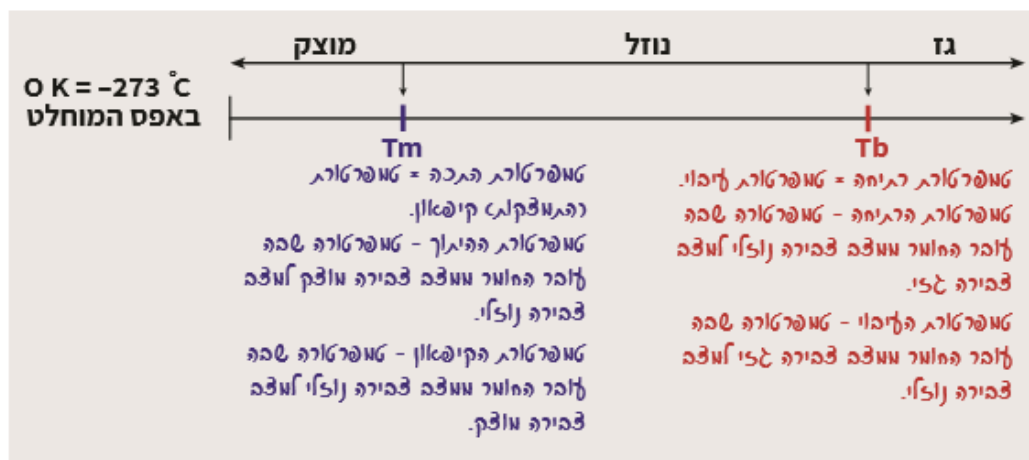 מוצק
נוזל
גז
O K = –273 °C
באפס המוחלט
Tm
Tb
טמפרטורת התכה = טמפרטורת
(התמצקות) קיפאון.
טמפרטורת ההיתוך - טמפרטורה שבה
עובר החומר ממצב צבירה מוצק למצב
צבירה נוזלי.
טמפרטורת הקיפאון - טמפרטורה שבה
עובר החומר ממצב צבירה נוזלי למצב
צבירה מוצק.
טמפרטורת רתיחה = טמפרטורת עיבוי.
טמפרטורת הרתיחה - טמפרטורה שבה
עובר החומר ממצב צבירה נוזלי למצב
צבירה גזי.
טמפרטורת העיבוי - טמפרטורה שבה
עובר החומר ממצב צבירה גזי למצב
צבירה נוזלי.